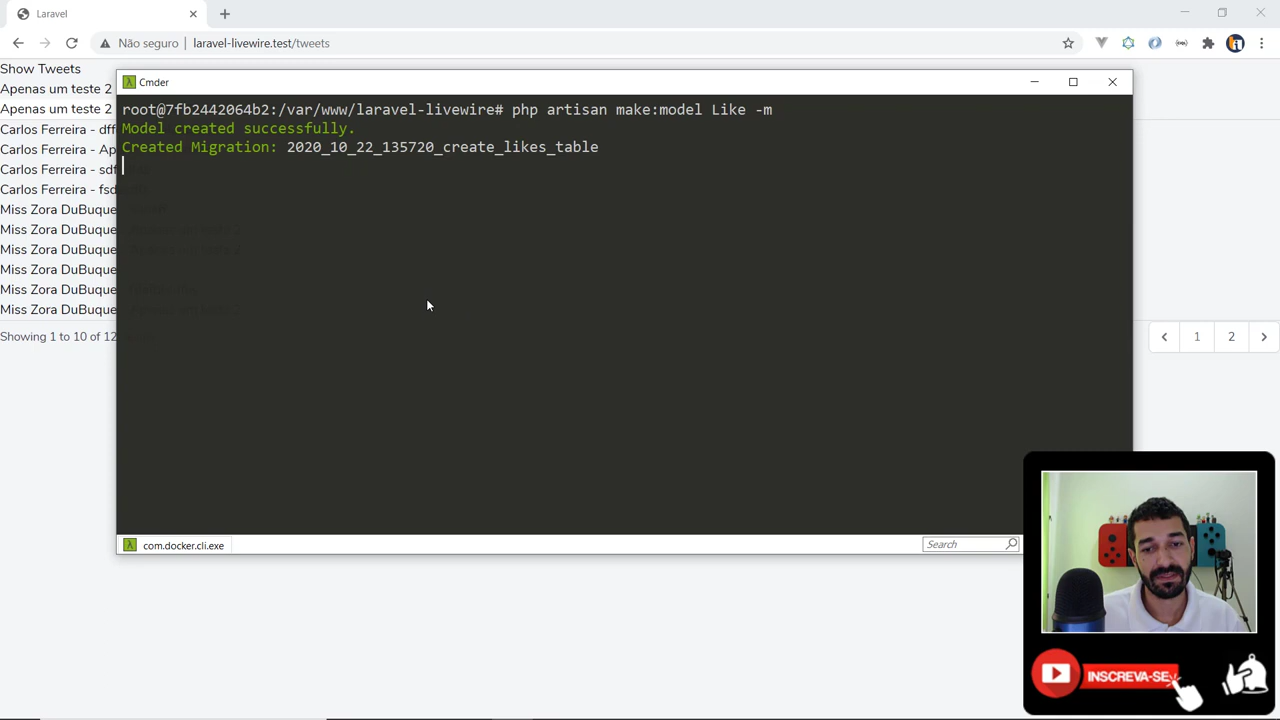 Laravel
Não seguro
laravel-livewire.test/tweets
Show Tweets
Cmder
Apenas um teste 2
Apenas um teste 2
root@7fb2442064b2:/var/www/laravel-livewire# php artisan make:model Like -m
Model created successfully.
Created Migration: 2020_10_22_135720_create_likes_table
Carlos Ferreira - dff
Carlos Ferreira - Ap
Carlos Ferreira - sdf
Carlos Ferreira - fsd
Miss Zora DuBuque
Miss Zora DuBuque
Miss Zora DuBuque
Miss Zora DuBuque
Miss Zora DuBuque
Miss Zora DuBuque
Showing 1 to 10 of 12
1
2
com.docker.cli.exe
Search
INSCREVA-SE